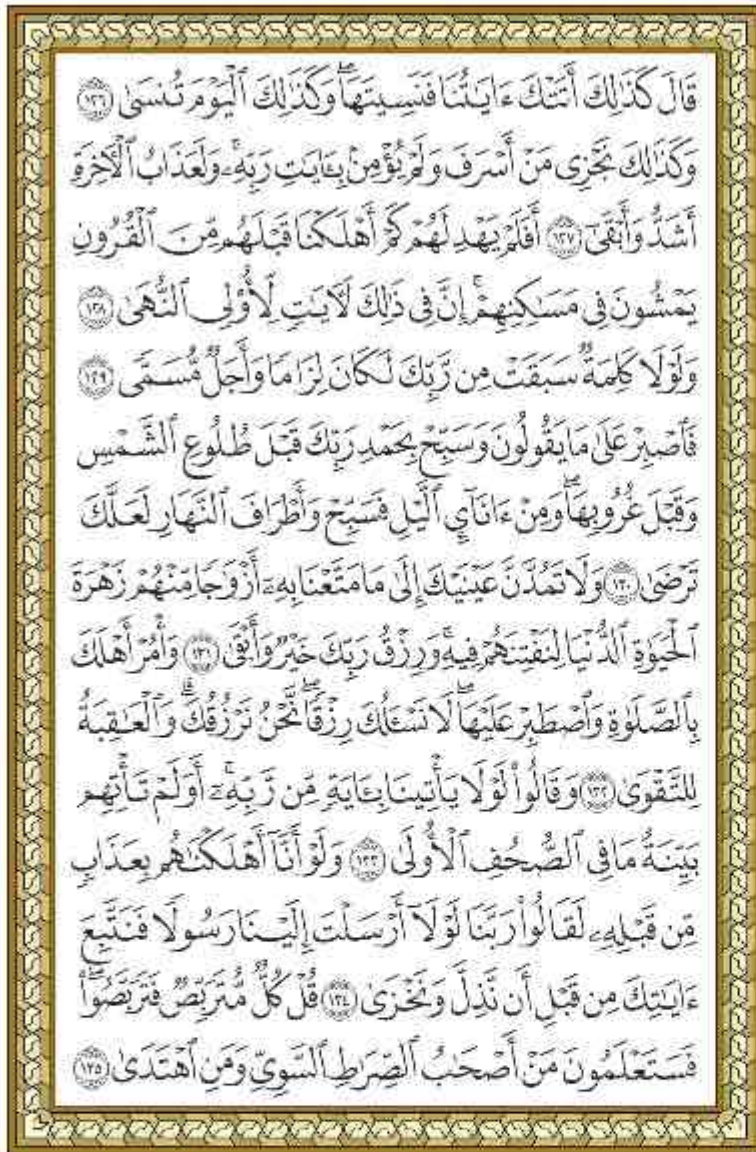 قَالَ كَذَٰلِكَ أَتَتْكَ ءَايَـٰتُنَا فَنَسِيتَهَا ۖ وَكَذَٰلِكَ ٱلْيَوْمَ تُنسَىٰ ١٢٦
وَكَذَٰلِكَ نَجْزِى مَنْ أَسْرَفَ وَلَمْ يُؤْمِنۢ بِـَٔايَـٰتِ رَبِّهِۦ ۚ وَلَعَذَابُ ٱلْـَٔاخِرَةِ
أَشَدُّ وَأَبْقَىٰٓ ١٢٧ أَفَلَمْ يَهْدِ لَهُمْ كَمْ أَهْلَكْنَا قَبْلَهُم مِّنَ ٱلْقُرُونِ
يَمْشُونَ فِى مَسَـٰكِنِهِمْ ۗ إِنَّ فِى ذَٰلِكَ لَـَٔايَـٰتٍ لِّأُو۟لِى ٱلنُّهَىٰ ١٢٨
وَلَوْلَا كَلِمَةٌ سَبَقَتْ مِن رَّبِّكَ لَكَانَ لِزَامًا وَأَجَلٌ مُّسَمًّى ١٢٩
فَٱصْبِرْ عَلَىٰ مَا يَقُولُونَ وَسَبِّحْ بِحَمْدِ رَبِّكَ قَبْلَ طُلُوعِ ٱلشَّمْسِ
وَقَبْلَ غُرُوبِهَا ۖ وَمِنْ ءَانَآئِ ٱلَّيْلِ فَسَبِّحْ وَأَطْرَافَ ٱلنَّهَارِ لَعَلَّكَ
تَرْضَىٰ ١٣٠ وَلَا تَمُدَّنَّ عَيْنَيْكَ إِلَىٰ مَا مَتَّعْنَا بِهِۦٓ أَزْوَٰجًا مِّنْهُمْ زَهْرَةَ
ٱلْحَيَوٰةِ ٱلدُّنْيَا لِنَفْتِنَهُمْ فِيهِ ۚ وَرِزْقُ رَبِّكَ خَيْرٌ وَأَبْقَىٰ ١٣١ وَأْمُرْ أَهْلَكَ
بِٱلصَّلَوٰةِ وَٱصْطَبِرْ عَلَيْهَا ۖ لَا نَسْـَٔلُكَ رِزْقًا ۖ نَّحْنُ نَرْزُقُكَ ۗ وَٱلْعَـٰقِبَةُ
لِلتَّقْوَىٰ ١٣٢ وَقَالُوا۟ لَوْلَا يَأْتِينَا بِـَٔايَةٍ مِّن رَّبِّهِۦٓ ۚ أَوَلَمْ تَأْتِهِم
بَيِّنَةُ مَا فِى ٱلصُّحُفِ ٱلْأُولَىٰ ١٣٣ وَلَوْ أَنَّآ أَهْلَكْنَـٰهُم بِعَذَابٍ
مِّن قَبْلِهِۦ لَقَالُوا۟ رَبَّنَا لَوْلَآ أَرْسَلْتَ إِلَيْنَا رَسُولًا فَنَتَّبِعَ
ءَايَـٰتِكَ مِن قَبْلِ أَن نَّذِلَّ وَنَخْزَىٰ ١٣٤ قُلْ كُلٌّ مُّتَرَبِّصٌ فَتَرَبَّصُوا۟ ۖ
فَسَتَعْلَمُونَ مَنْ أَصْحَـٰبُ ٱلصِّرَٰطِ ٱلسَّوِىِّ وَمَنِ ٱهْتَدَىٰ ١٣٥